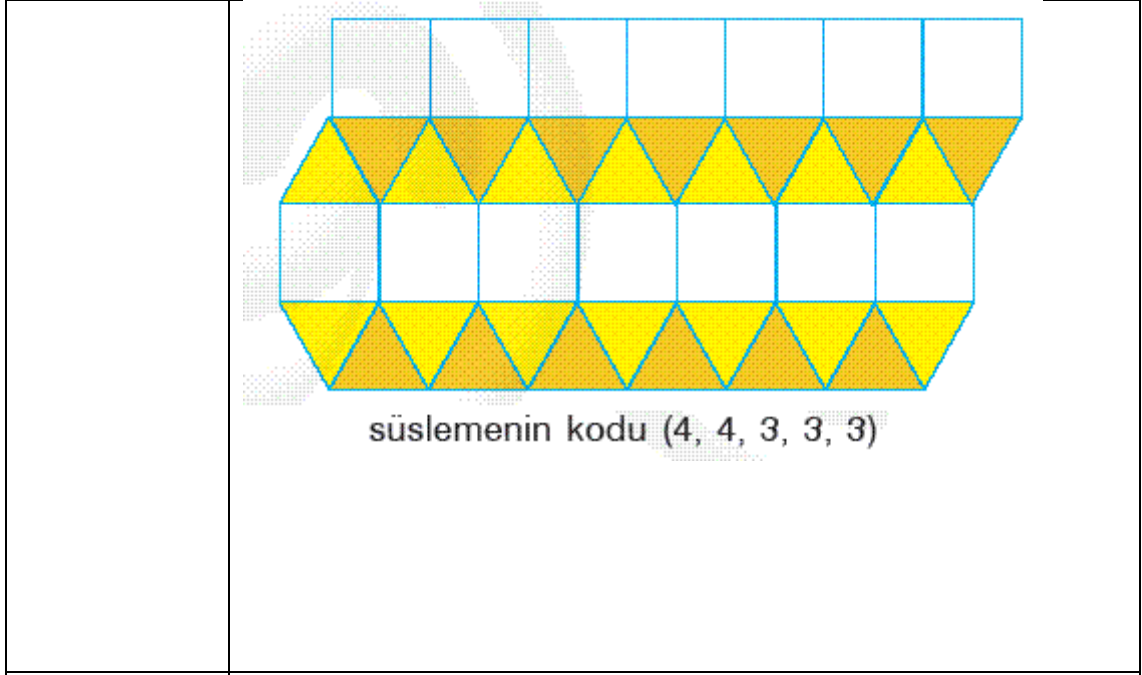 süslemenin kodu (4, 4, 3, 3, 3)